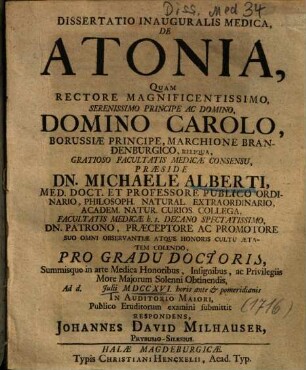 Diss. Med 34
DISSERTATIO INAUGURALIS MEDICA,
DE
ATONIA,
QUAM
RECTORE MAGNIFICENTISSIMO,
SERENISSIMO PRINCIPE AC DOMINO,
DOMINO CAROLO,
BORUSSIÆ PRINCIPE, MARCHIONE BRAN-
DENBURGICO, RELIQUA,
GRATIOSO FACULTATIS MEDICÆ CONSENSU,
PRÆSIDE
DN. MICHAELE ALBERTI,
MED. DOCT. ET PROFESSORE PUBLICO ORDI-
NARIO, PHILOSOPH. NATURAL. EXTRAORDINARIO,
ACADEM. NATUR. CURIOS. COLLEGA,
FACULTATIS MEDICÆ h.t. DECANO SPECTATISSIMO,
DN. PATRONO, PRÆCEPTORE AC PROMOTORE
SUO OMNI OBSERVANTIÆ ATQUE HONORIS CULTU ÆTA-
TEM COLENDO,
PRO GRADU DOCTORIS,
Summisque in arte Medica Honoribus, Insignibus, ac Privilegiis
More Majorum Solenni Obtinendis,
Ad d. Julii MDCCXVI. horis ante & pomeridianis
IN AUDITORIO MAIORI,
Publico Eruditorum examini submittit
RESPONDENS,
(1716)
JOHANNES DAVID MILHAUSER,
HALÆ MAGDEBURGICÆ,
Typis CHRISTIANI HENCKELII, Acad. Typ.